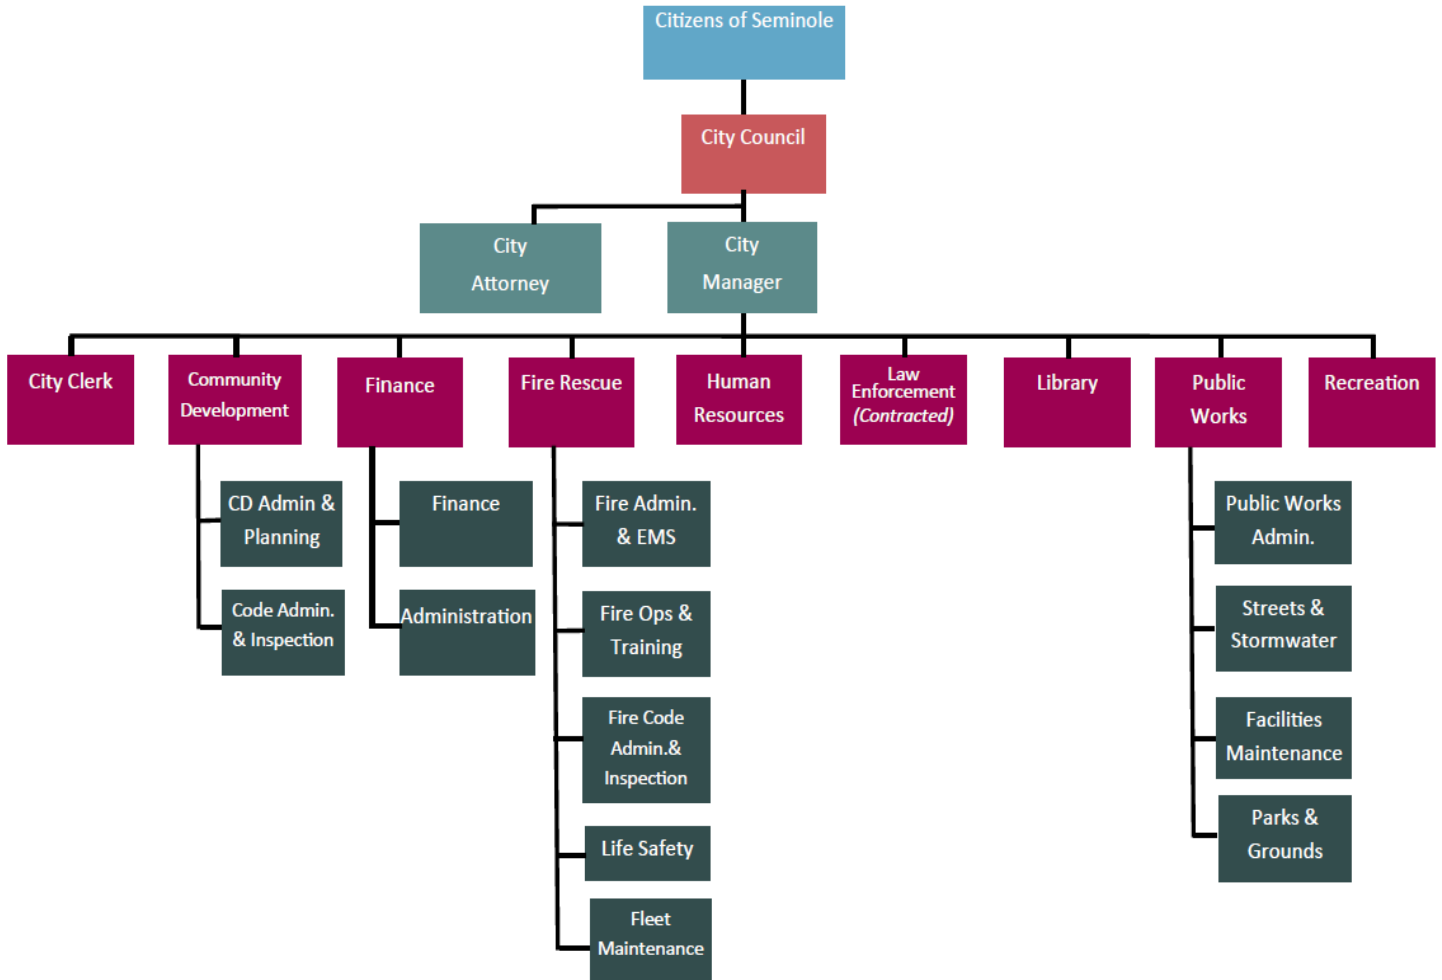 Citizens of Seminole
City Council
City
Attorney
City
Manager
City Clerk
Community
Development
Finance
Fire Rescue
Human
Resources
Law
Enforcement
(Contracted)
Library
Public
Works
Recreation
CD Admin &
Planning
Code Admin.
& Inspection
Finance
Administration
Fire Admin.
& EMS
Fire Ops &
Training
Fire Code
Admin.&
Inspection
Life Safety
Fleet
Maintenance
Public Works
Admin.
Streets &
Stormwater
Facilities
Maintenance
Parks &
Grounds